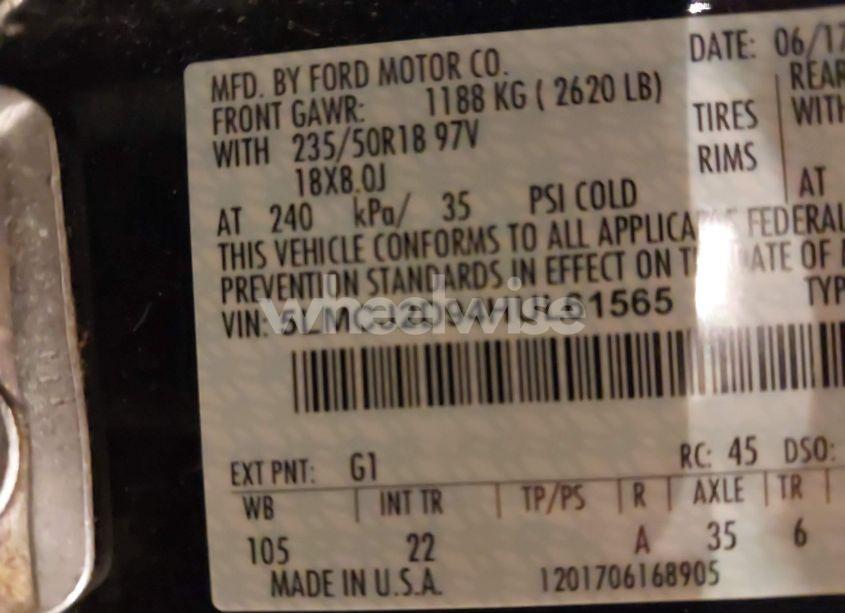 MFD. BY FORD MOTOR CO. DATE: 06/17
FRONT GAWR: 1188 KG ( 2620 LB) REAR
WITH 235/50R18 97V TIRES WITH
18X8.0J RIMS
AT 240 kPa/ 35 PSI COLD AT
THIS VEHICLE CONFORMS TO ALL FEDERAL
PREVENTION STANDARDS IN EFFECT ON DATE OF
VIN: TYP
wheelwise
EXT PNT: G1 RC: 45 DSO:
WB INT TR TP/PS R AXLE TR
105 22 A 35 6
MADE IN U.S.A. 1201706168905